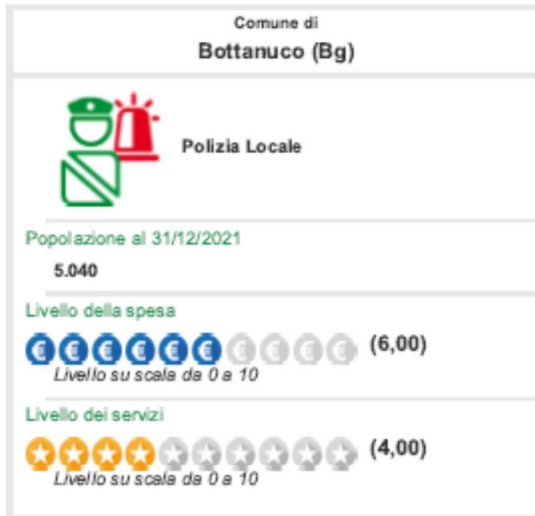 Comune di
Bottanuco (Bg)
Polizia Locale
Popolazione al 31/12/2021
5.040
Livello della spesa
(6,00)
Livello su scala da 0 a 10
Livello dei servizi
(4,00)
Livello su scala da 0 a 10